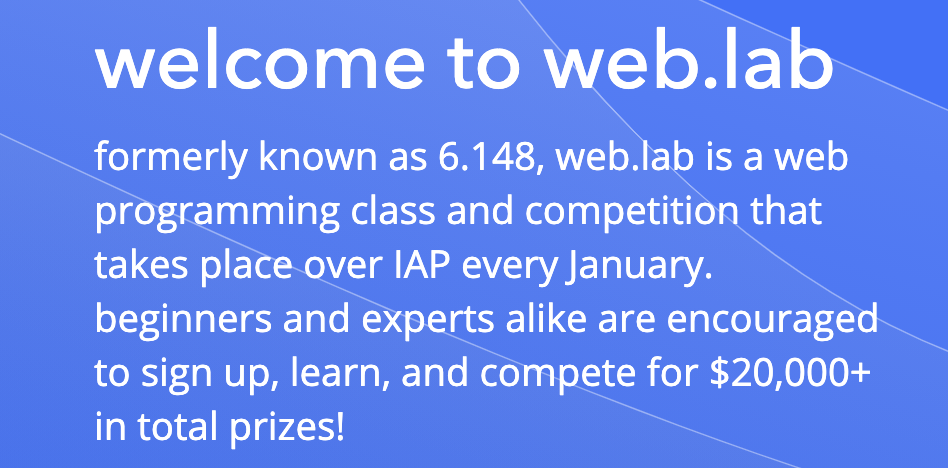 welcome to web.lab
formerly known as 6.148, web.lab is a web
programming class and competition that
takes place over IAP every January.
beginners and experts alike are encouraged
to sign up, learn, and compete for $20,000+
in total prizes!